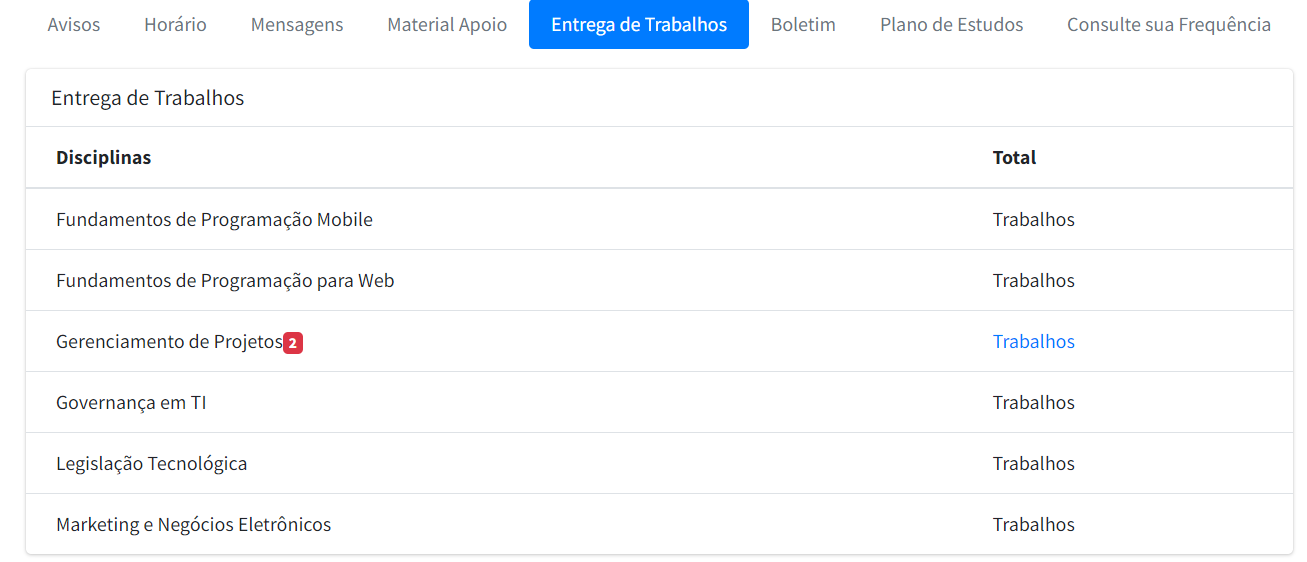 Avisos Horário Mensagens Material Apoio Entrega de Trabalhos Boletim Plano de Estudos Consulte sua Frequência
Entrega de Trabalhos
Disciplinas Total
Fundamentos de Programação Mobile Trabalhos
Fundamentos de Programação para Web Trabalhos
Gerenciamento de Projetos 2 Trabalhos
Governança em TI Trabalhos
Legislação Tecnológica Trabalhos
Marketing e Negócios Eletrônicos Trabalhos